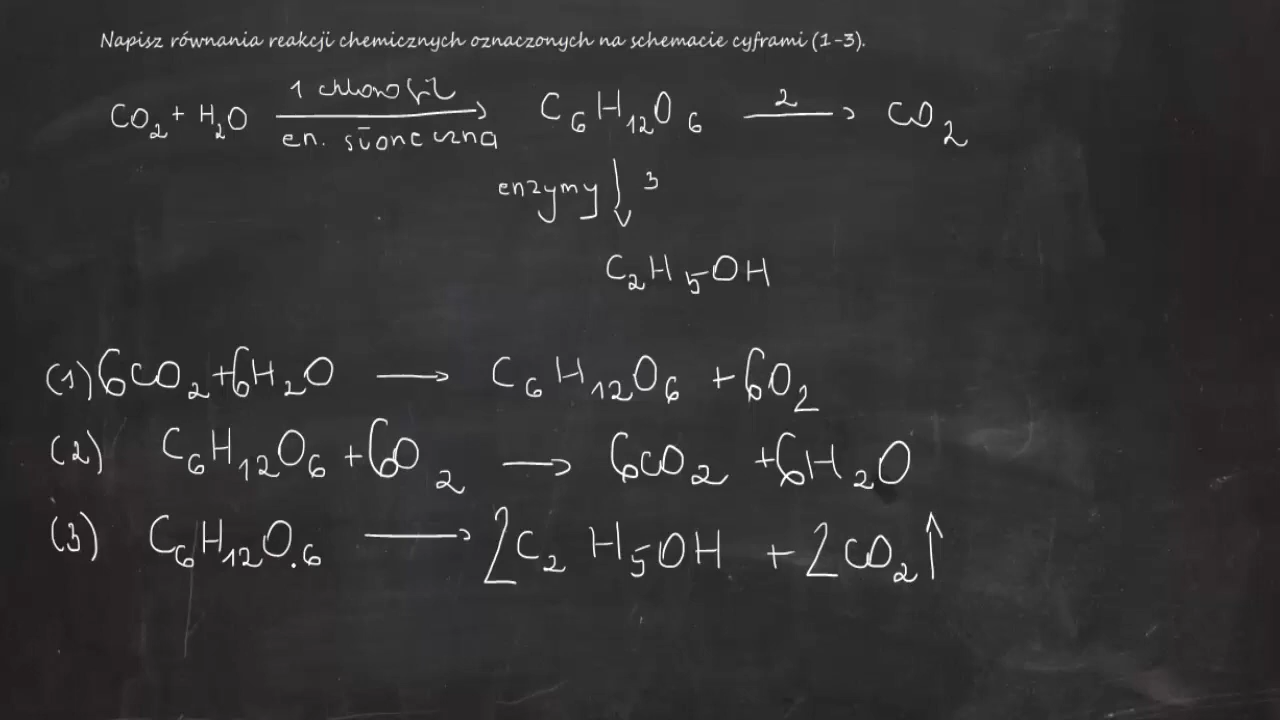 Napisz równania reakcji chemicznych oznaczonych na schemacie cyframi (1-3).
CO₂ + H₂O 1 chlorofil en. słoneczna → C₆H₁₂O₆ 2 → CO₂
enzymy ↓ 3
C₂H₅OH
(1) 6CO₂ + 6H₂O → C₆H₁₂O₆ + 6O₂
(2) C₆H₁₂O₆ + 6O₂ → 6CO₂ + 6H₂O
(3) C₆H₁₂O₆ → 2C₂H₅OH + 2CO₂↑